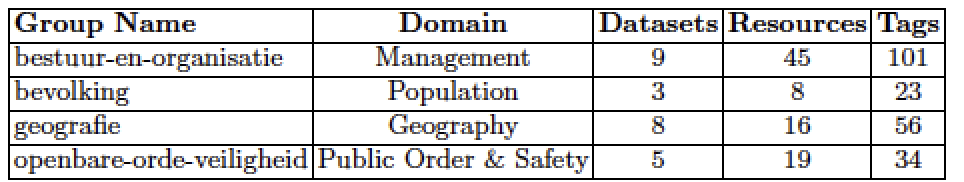 Group Name Domain Datasets Resources Tags
bestuur-en-organisatie Management 9 45 101
bevolking Population 3 8 23
geografie Geography 8 16 56
openbare-orde-veiligheid Public Order & Safety 5 19 34